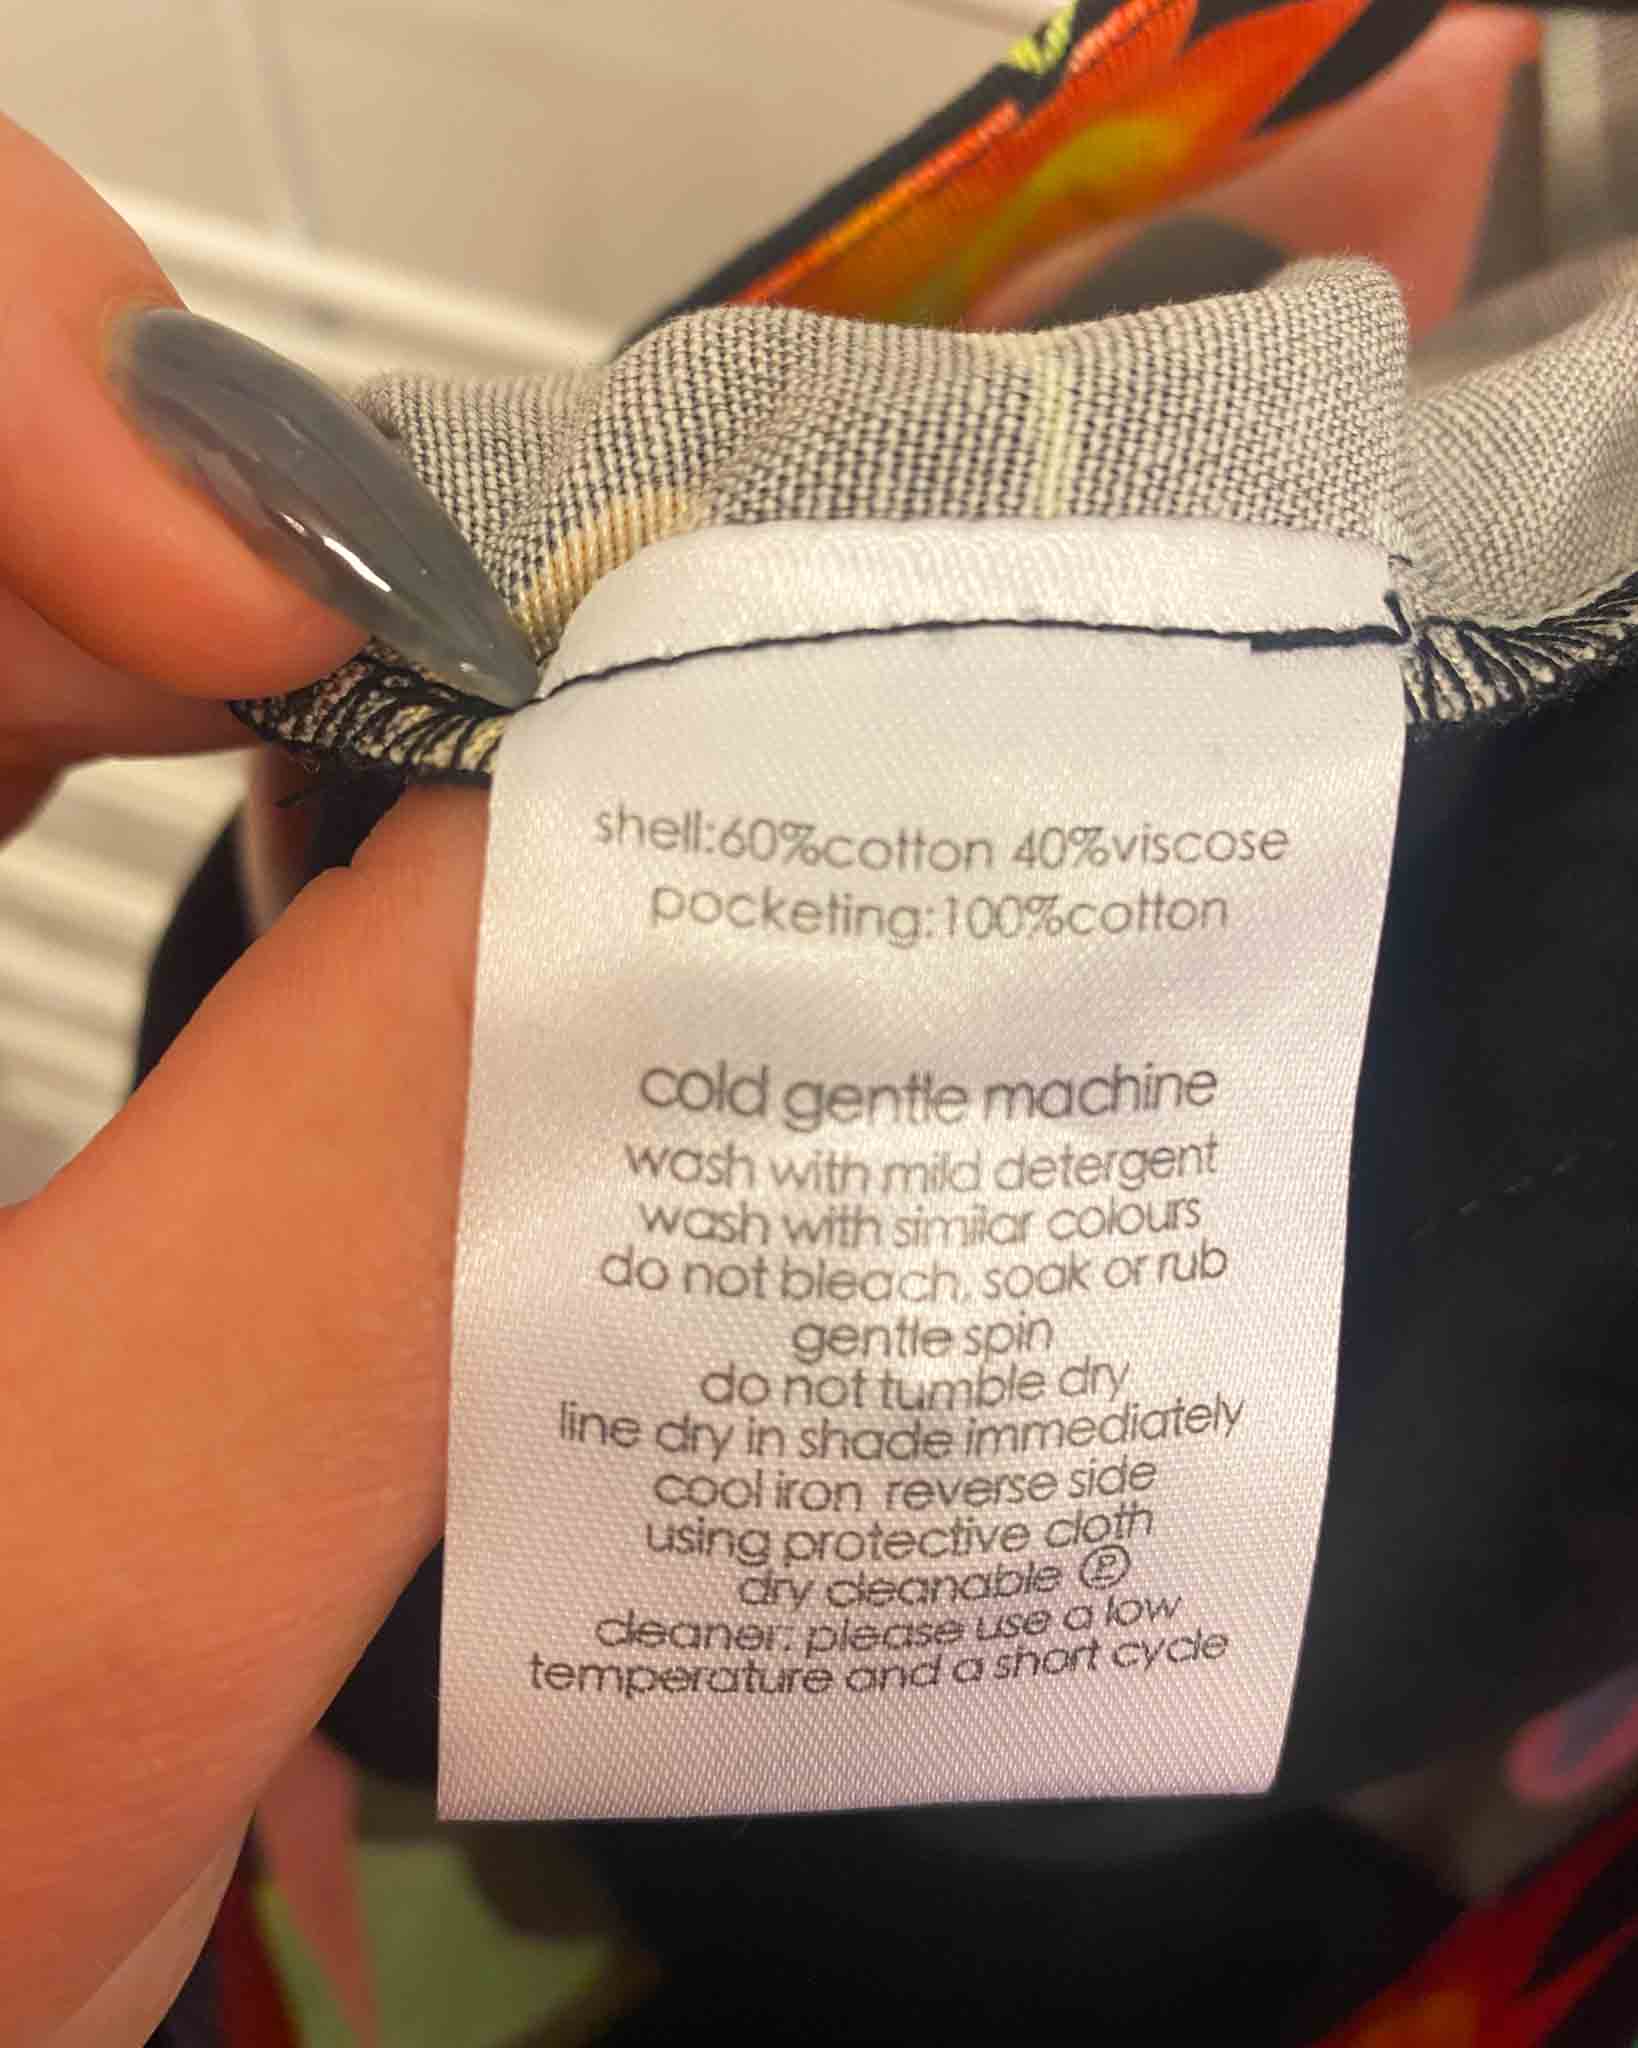 shell:60%cotton 40%viscose
pocketing:100%cotton
cold gentle machine
wash with mild detergent
wash with similar colours
do not bleach, soak or rub
gentle spin
do not tumble dry
line dry in shade immediately
cool iron reverse side
using protective cloth
dry cleanable Ⓟ
cleaner: please use a low
temperature and a short cycle